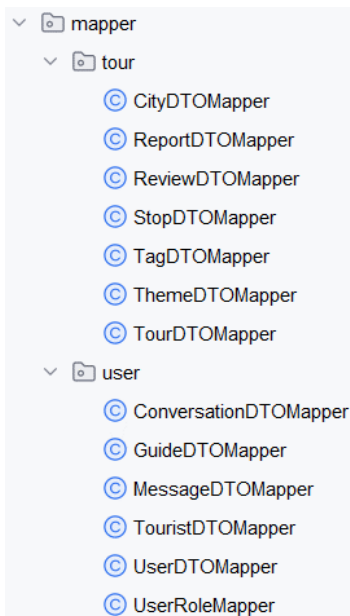 mapper
tour
C CityDTOMapper
C ReportDTOMapper
C ReviewDTOMapper
C StopDTOMapper
C TagDTOMapper
C ThemeDTOMapper
C TourDTOMapper
user
C ConversationDTOMapper
C GuideDTOMapper
C MessageDTOMapper
C TouristDTOMapper
C UserDTOMapper
C UserRoleMapper